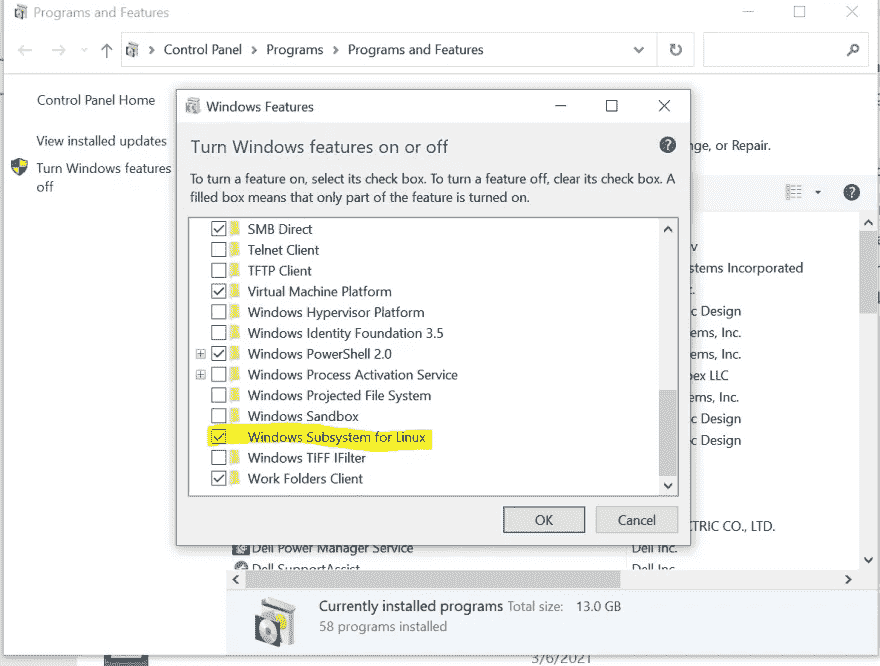 Programs and Features
Control Panel > Programs > Programs and Features
Control Panel Home
View installed updates
Turn Windows features
off
Windows Features
Turn Windows features on or off
To turn a feature on, select its check box. To turn a feature off, clear its check box. A
filled box means that only part of the feature is turned on.
SMB Direct
Telnet Client
TFTP Client
Virtual Machine Platform
Windows Hypervisor Platform
Windows Identity Foundation 3.5
Windows PowerShell 2.0
Windows Process Activation Service
Windows Projected File System
Windows Sandbox
Windows Subsystem for Linux
Windows TIFF IFilter
Work Folders Client
OK Cancel
nge, or Repair.
v
stems Incorporated
c Design
ems, Inc.
ems, Inc.
pex LLC
ms, Inc.
c Design
c Design
TRIC CO., LTD.
Dell Power Manager Service Dell Inc.
Dell SupportAssist Dell Inc.
Currently installed programs Total size: 13.0 GB
58 programs installed
3/6/2021